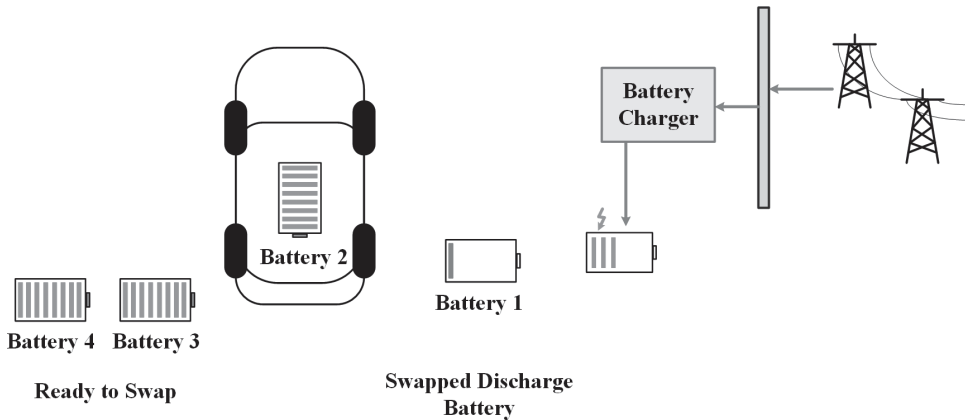 Battery
Charger
Battery 2
Battery 1
Battery 4
Battery 3
Ready to Swap
Swapped Discharge
Battery